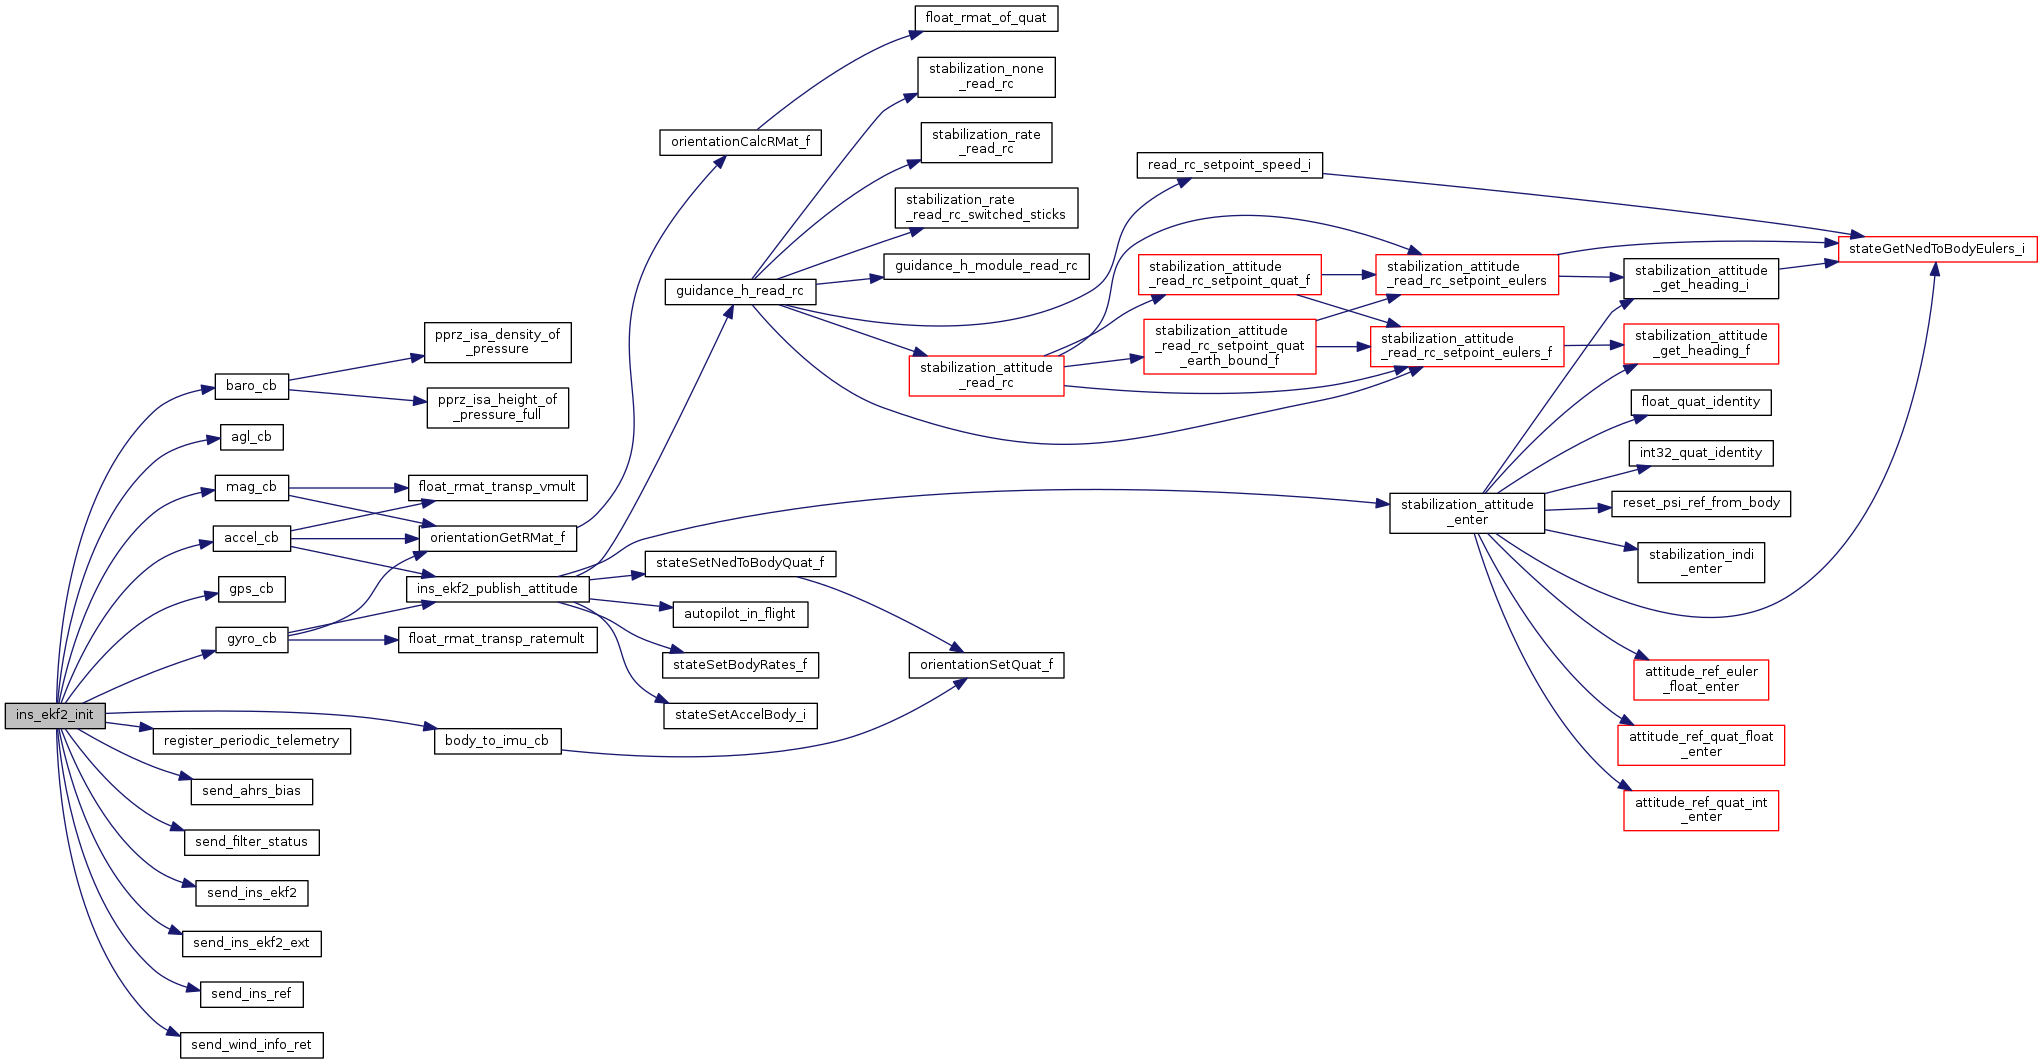 float_rmat_of_quat
stabilization_none
_read_rc
stabilization_rate
_read_rc
orientationCalcRMat_f
read_rc_setpoint_speed_i
stabilization_rate
_read_rc_switched_sticks
stateGetNedToBodyEulers_i
guidance_h_module_read_rc
stabilization_attitude
_read_rc_setpoint_quat_f
stabilization_attitude
_read_rc_setpoint_eulers
stabilization_attitude
_get_heading_i
guidance_h_read_rc
stabilization_attitude
_read_rc_setpoint_quat
_earth_bound_f
stabilization_attitude
_read_rc_setpoint_eulers_f
stabilization_attitude
_get_heading_f
pprz_isa_density_of
_pressure
stabilization_attitude
_read_rc
baro_cb
pprz_isa_height_of
_pressure_full
float_quat_identity
agl_cb
int32_quat_identity
mag_cb
float_rmat_transp_vmult
stabilization_attitude
_enter
reset_psi_ref_from_body
accel_cb
orientationGetRMat_f
stateSetNedToBodyQuat_f
stabilization_indi
_enter
gps_cb
ins_ekf2_publish_attitude
autopilot_in_flight
gyro_cb
float_rmat_transp_ratemult
stateSetBodyRates_f
orientationSetQuat_f
attitude_ref_euler
_float_enter
ins_ekf2_init
stateSetAccelBody_i
register_periodic_telemetry
body_to_imu_cb
attitude_ref_quat_float
_enter
send_ahrs_bias
attitude_ref_quat_int
_enter
send_filter_status
send_ins_ekf2
send_ins_ekf2_ext
send_ins_ref
send_wind_info_ret